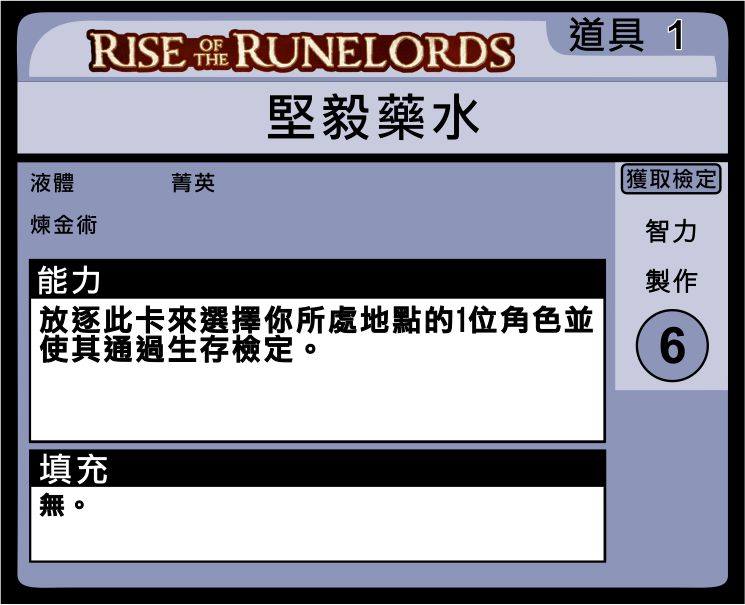 RISE OF THE RUNELORDS
道具 1
堅毅藥水
液體 菁英
煉金術
獲取檢定
智力
製作
6
能力
放逐此卡來選擇你所處地點的1位角色並
使其通過生存檢定。
填充
無。